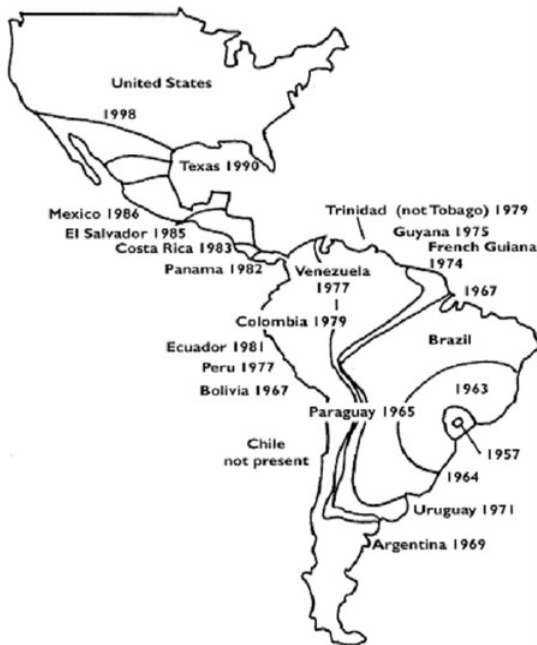 United States
1998
Texas 1990
Mexico 1986
El Salvador 1985
Costa Rica 1983
Panama 1982
Trinidad (not Tobago) 1979
Guyana 1975
French Guiana
1974
Venezuela
1977
1967
Colombia 1979
Brazil
Ecuador 1981
Peru 1977
Bolivia 1967
1963
Paraguay 1965
1957
Chile
not present
1964
Uruguay 1971
Argentina 1969